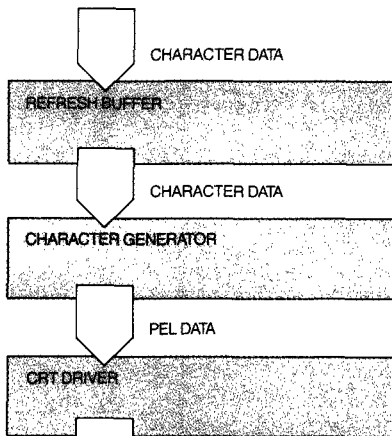 CHARACTER DATA
REFRESH BUFFER
CHARACTER DATA
CHARACTER GENERATOR
PEL DATA
CRT DRIVER